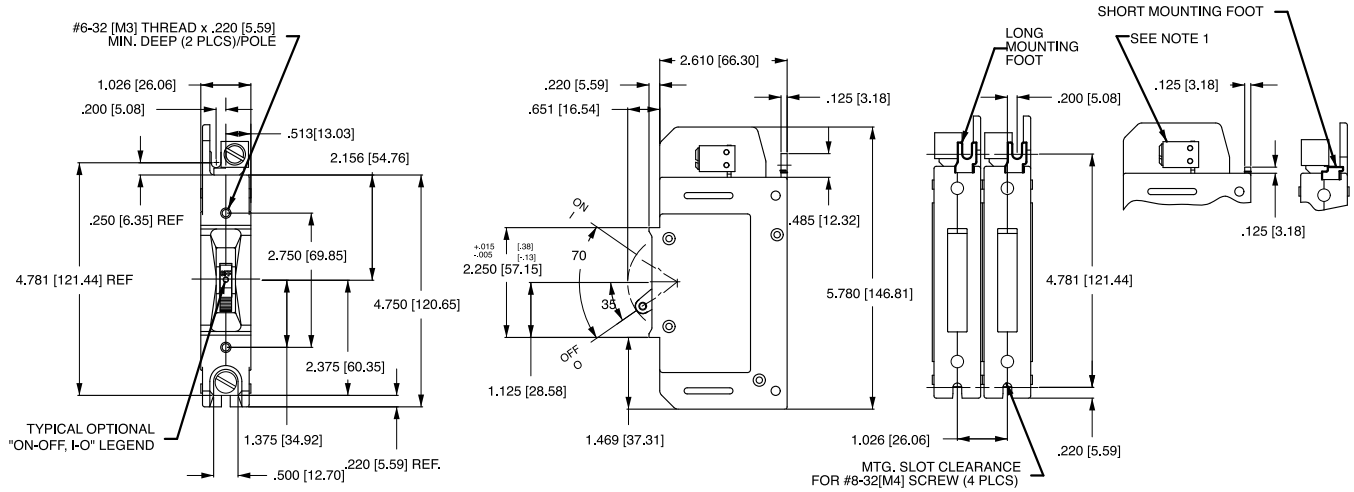 #6-32 [M3] THREAD x .220 [5.59]
MIN. DEEP (2 PLCS)/POLE
1.026 [26.06]
.200 [5.08]
.513[13.03]
2.156 [54.76]
.250 [6.35] REF
2.750 [69.85]
4.781 [121.44] REF
4.750 [120.65]
2.375 [60.35]
TYPICAL OPTIONAL
"ON-OFF, I-O" LEGEND
1.375 [34.92]
.220 [5.59] REF.
.500 [12.70]
2.610 [66.30]
.220 [5.59]
.651 [16.54]
.125 [3.18]
.485 [12.32]
ON
I
+.015 [.38]
-.005 [-.13]
2.250 [57.15]
70
35
5.780 [146.81]
OFF
O
1.125 [28.58]
1.469 [37.31]
LONG
MOUNTING
FOOT
.200 [5.08]
4.781 [121.44]
1.026 [26.06]
.220 [5.59]
MTG. SLOT CLEARANCE
FOR #8-32[M4] SCREW (4 PLCS)
SHORT MOUNTING FOOT
SEE NOTE 1
.125 [3.18]
.125 [3.18]